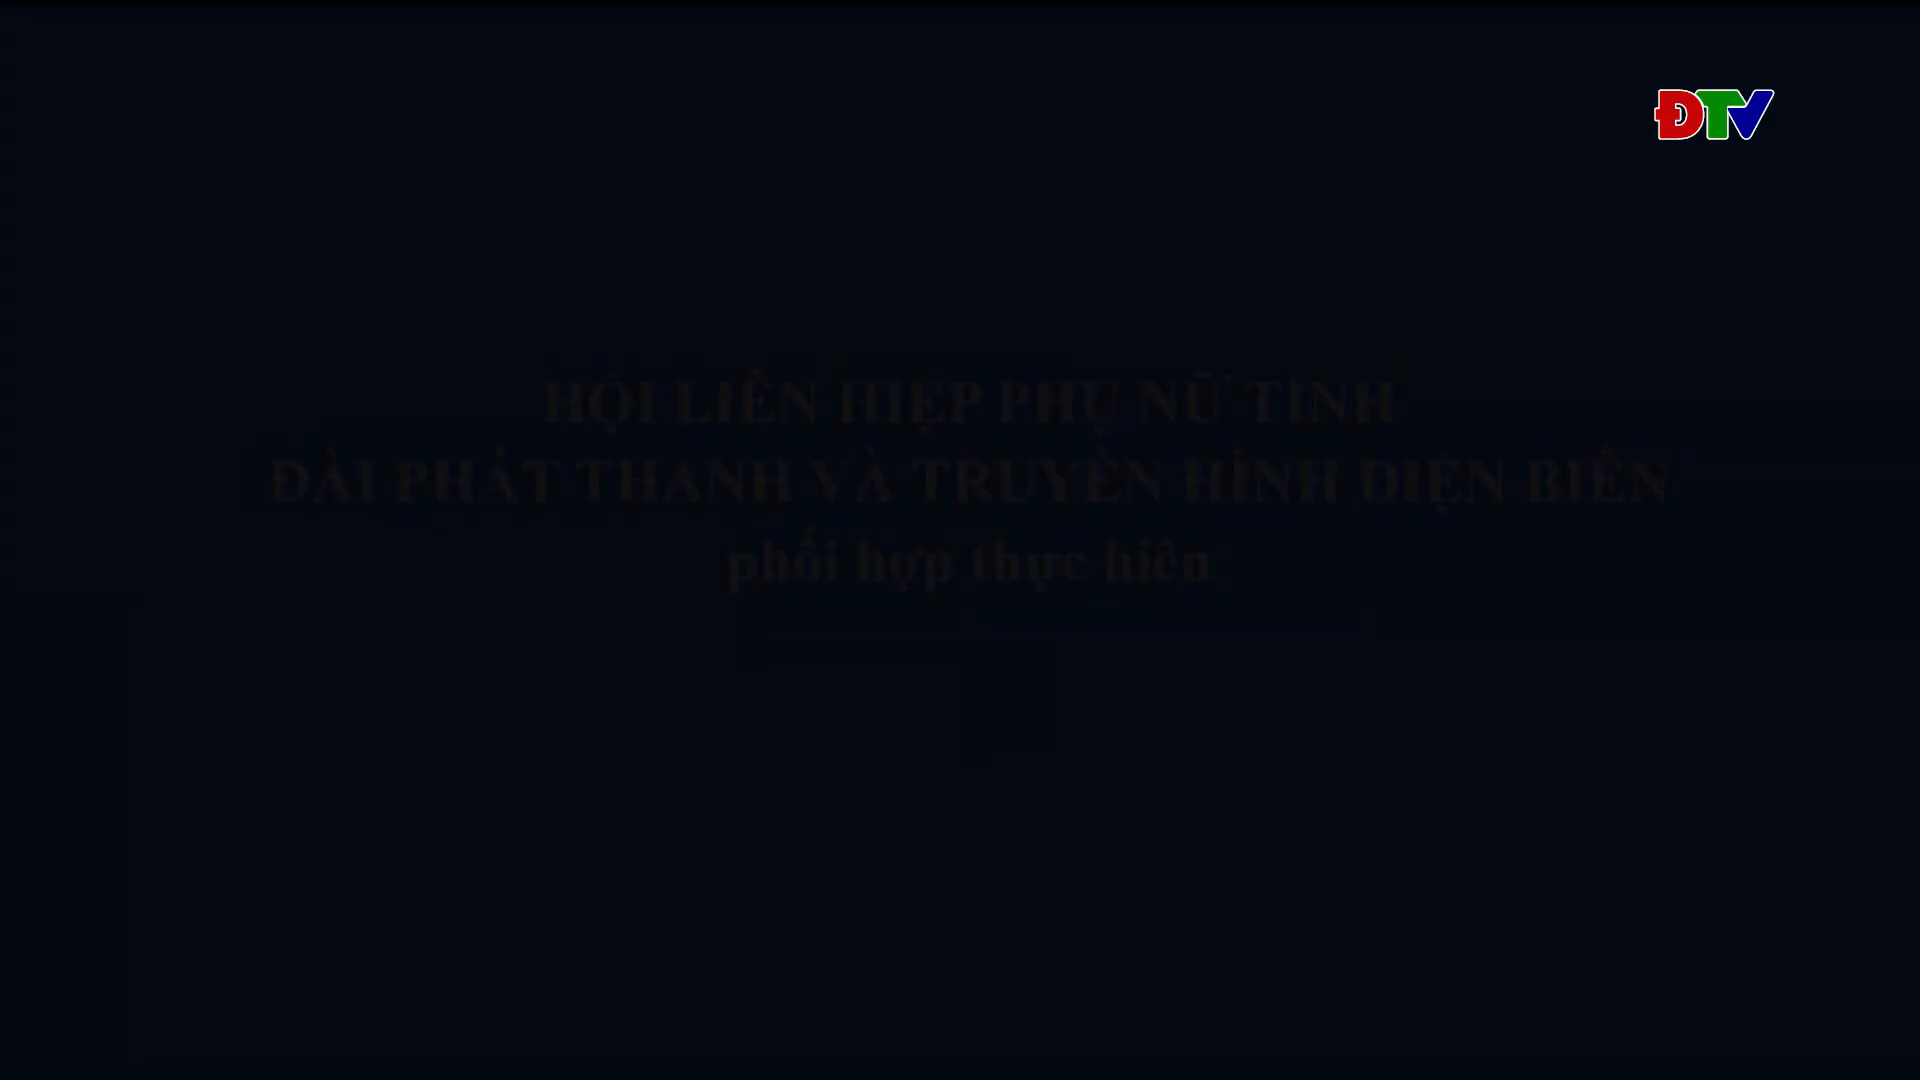 ĐTV
HỘI LIÊN HIỆP PHỤ NỮ TỈNH
ĐÀI PHÁT THANH VÀ TRUYỀN HÌNH ĐIỆN BIÊN
phối hợp thực hiện